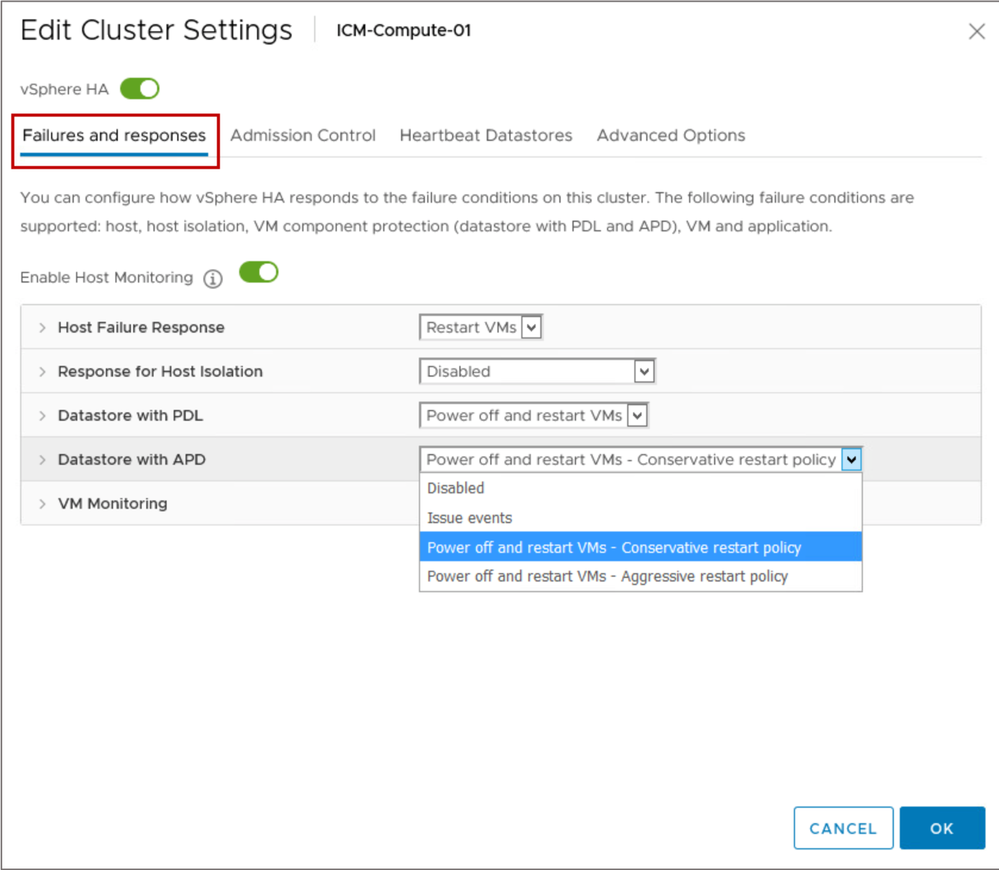 Edit Cluster Settings ICM-Compute-01
vSphere HA
Failures and responses Admission Control Heartbeat Datastores Advanced Options
You can configure how vSphere HA responds to the failure conditions on this cluster. The following failure conditions are
supported: host, host isolation, VM component protection (datastore with PDL and APD), VM and application.
Enable Host Monitoring
Host Failure Response Restart VMs
Response for Host Isolation Disabled
Datastore with PDL Power off and restart VMs
Datastore with APD Power off and restart VMs - Conservative restart policy
Disabled
VM Monitoring
Issue events
Power off and restart VMs - Conservative restart policy
Power off and restart VMs - Aggressive restart policy
CANCEL OK